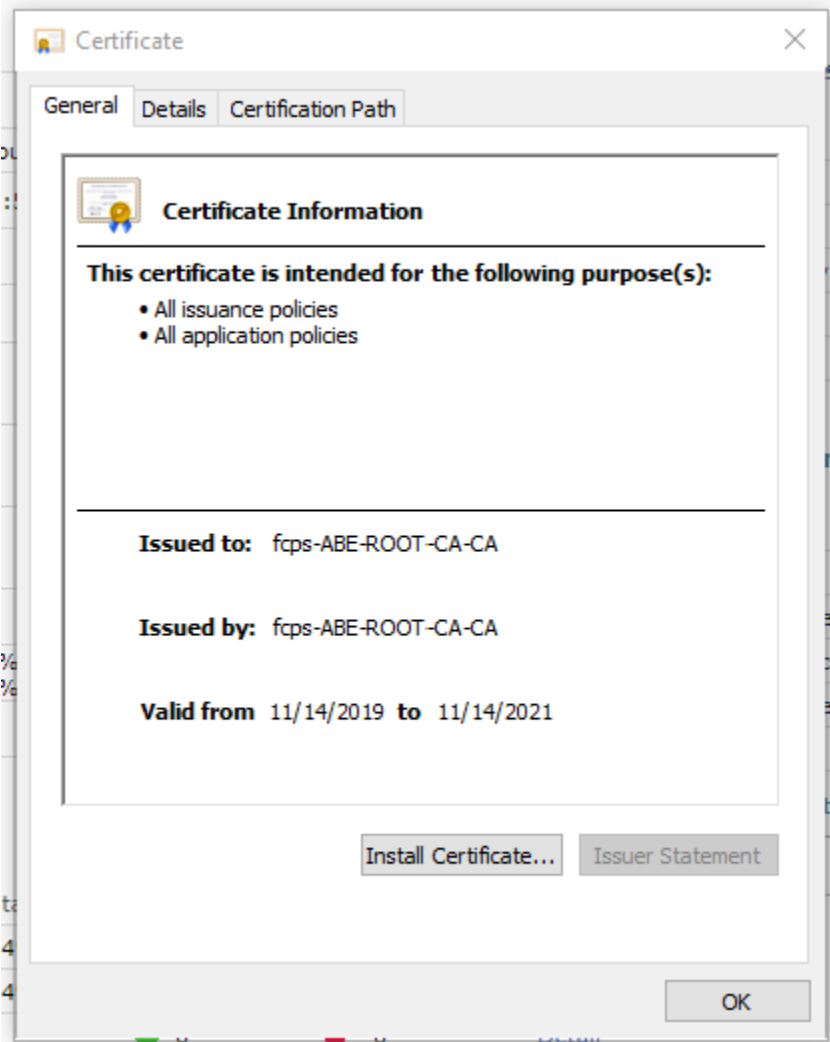 Certificate
General Details Certification Path
Certificate Information
This certificate is intended for the following purpose(s):
• All issuance policies
• All application policies
Issued to: fcps-ABE-ROOT-CA-CA
Issued by: fcps-ABE-ROOT-CA-CA
Valid from 11/14/2019 to 11/14/2021
Install Certificate... Issuer Statement
OK